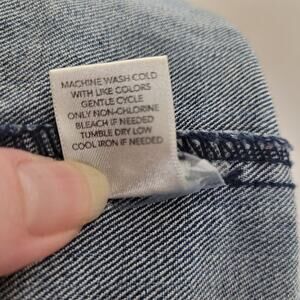 MACHINE WASH COLD
WITH LIKE COLORS
GENTLE CYCLE
ONLY NON-CHLORINE
BLEACH IF NEEDED
TUMBLE DRY LOW
COOL IRON IF NEEDED